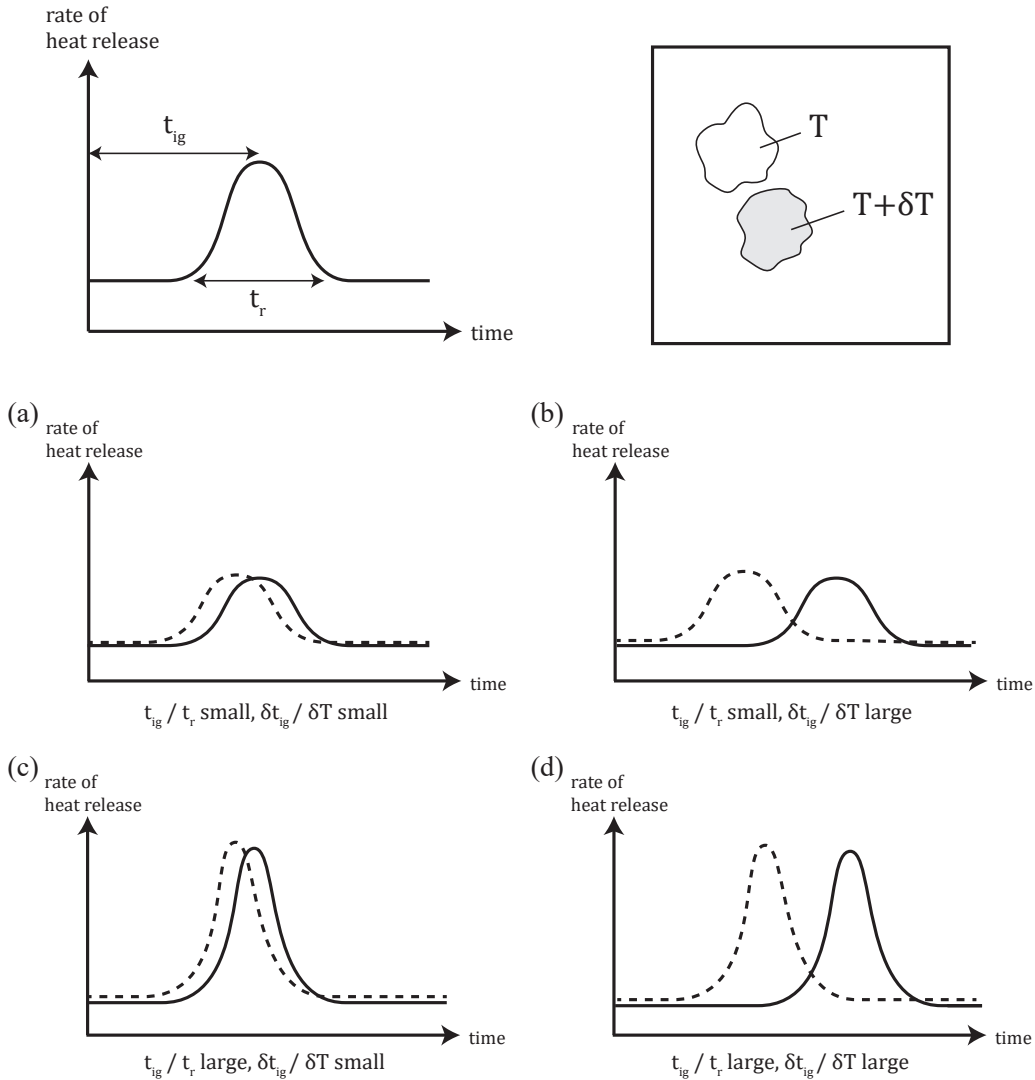 rate of
heat release
t_ig
t_r
time
T
T+δT
(a)
rate of
heat release
time
t_ig / t_r small, δt_ig / δT small
(b)
rate of
heat release
time
t_ig / t_r small, δt_ig / δT large
(c)
rate of
heat release
time
t_ig / t_r large, δt_ig / δT small
(d)
rate of
heat release
time
t_ig / t_r large, δt_ig / δT large